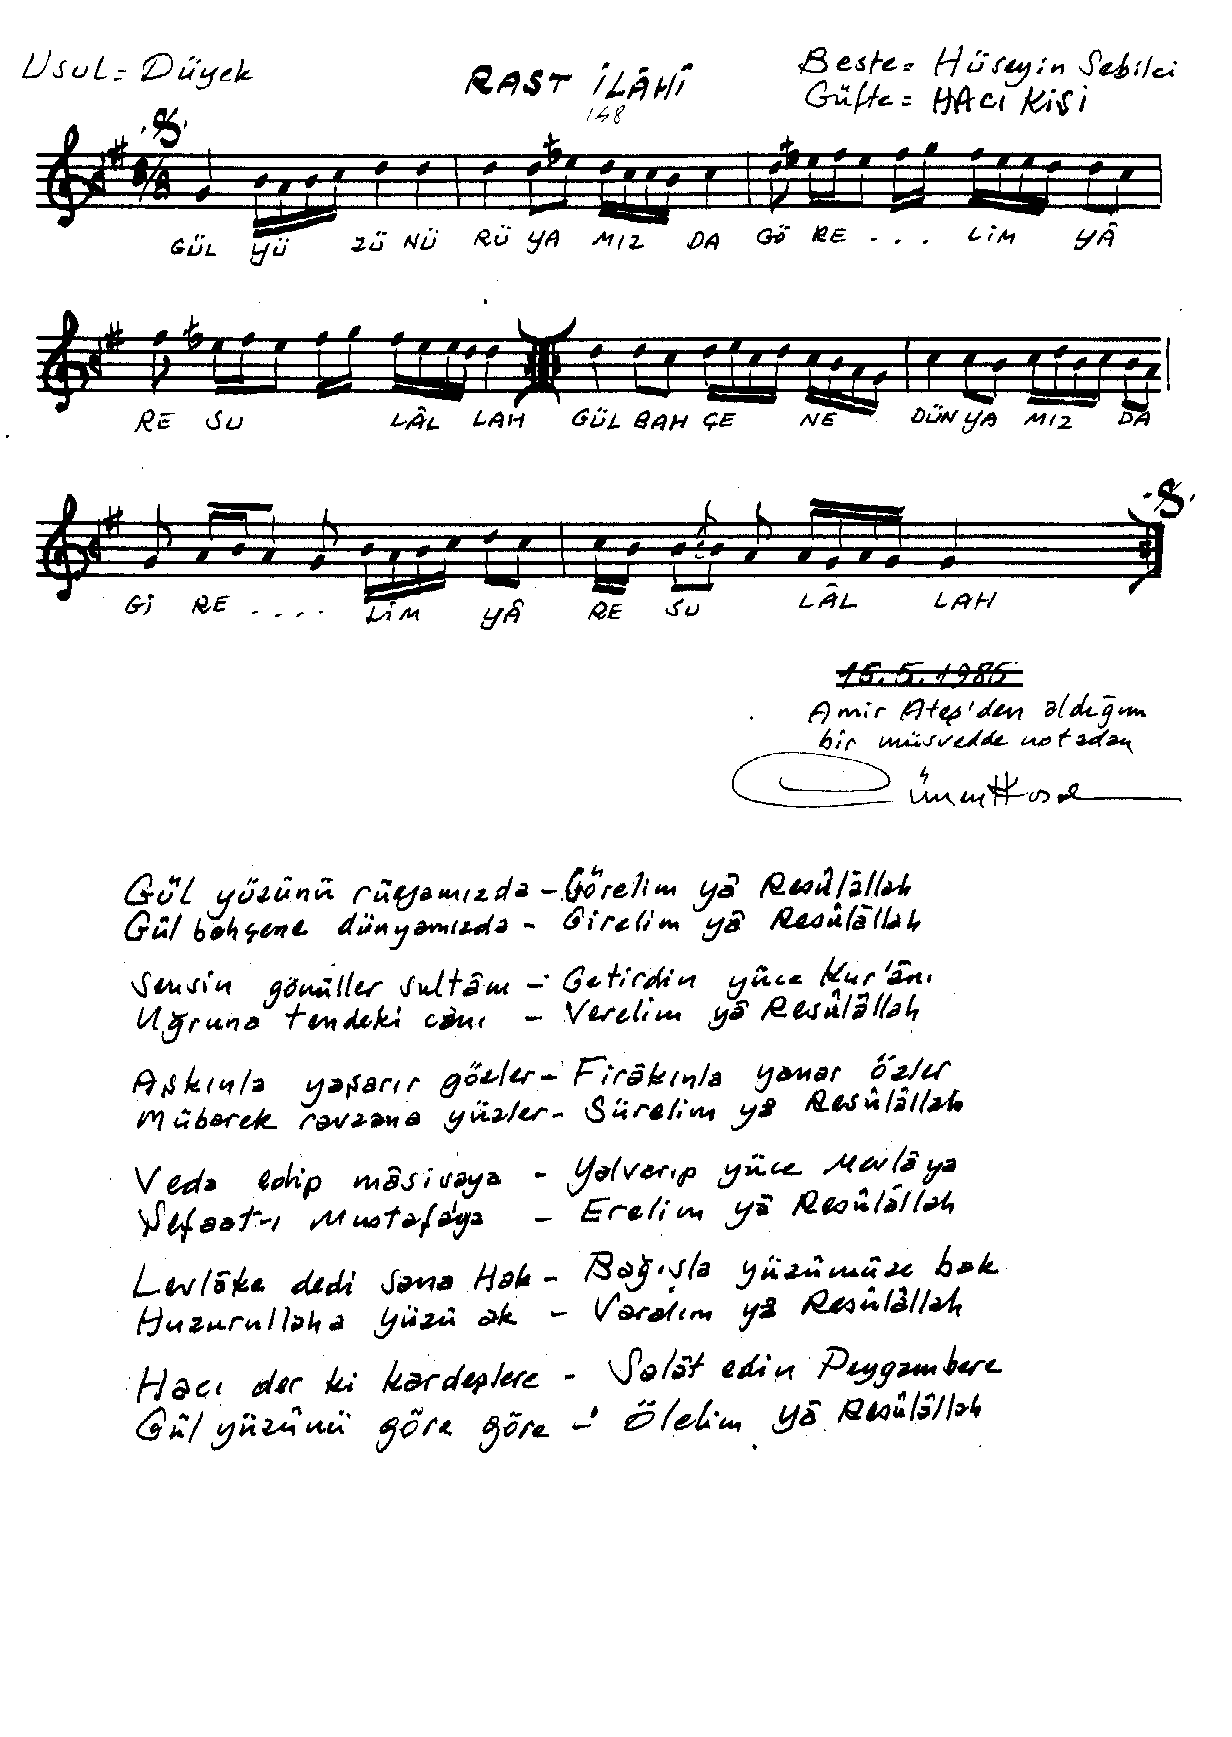 Usul = Düyek
RAST İLÂHÎ
148
Beste = Hüseyin Sebilci
Güfte = HACI KİŞİ
GÜL YÜ ZÜ NÜ RÜ YA MIZ DA GÖ RE . . . LİM YÂ
RE SU LÂL LAH GÜL BAH ÇE NE DÜN YA MIZ DA
Gİ RE . . . . LİM YÂ RE SU LÂL LAH
15.5.1985
Amir Ateş'den aldığım
bir müsvedde notadan
Gül yüzünü rüyamızda - Görelim yâ Resûlâllah
Gül bahçene dünyamızda - Girelim yâ Resûlâllah
Sensin gönüller sultânı - Getirdin yüce Kur'ânı
Uğruna tendeki cânı - Verelim yâ Resûlâllah
Aşkınla yaşarır gözler - Firâkınla yanar özler
Mübarek ravzana yüzler - Sürelim yâ Resûlâllah
Veda edip mâsivaya - Yalvarıp yüce Mevlâya
Şefaat-ı Mustafa'ya - Erelim yâ Resûlâllah
Levlâke dedi sana Hak - Bağışla yüzümüze bak
Huzurullaha yüzü ak - Varalım yâ Resûlâllah
Hacı der ki kardeşlere - Salât edin Peygambere
Gül yüzünü göre göre - Ölelim yâ Resûlâllah